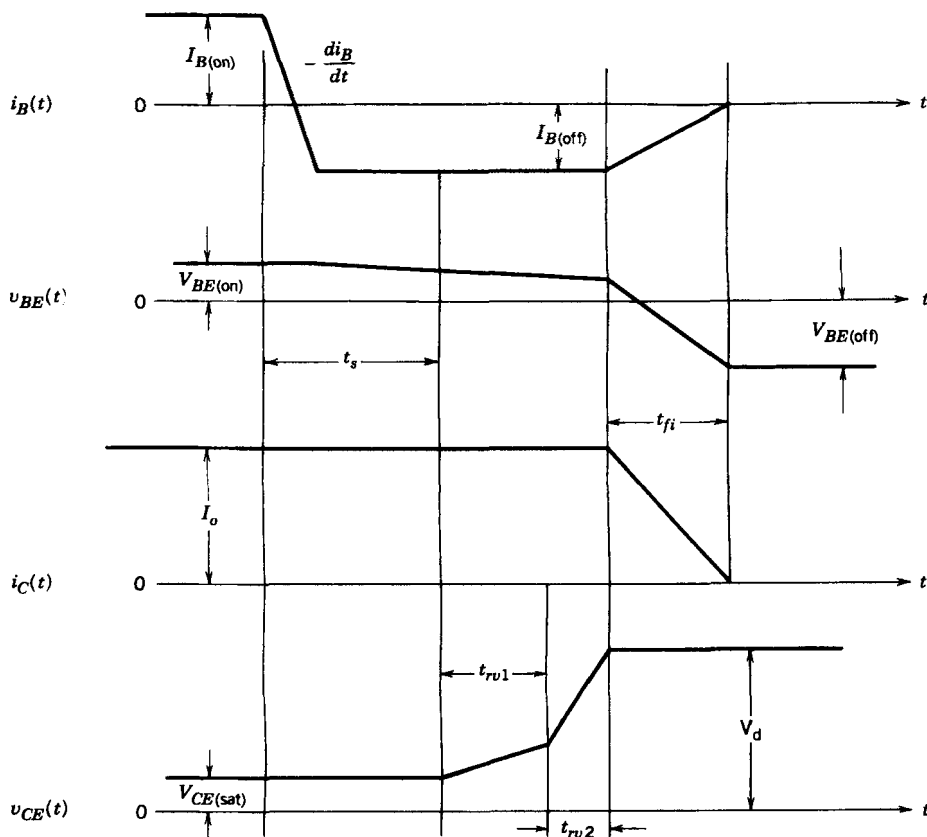 I_B(on)
- di_B
dt
i_B(t) 0 t
I_B(off)
V_BE(on)
v_BE(t) 0 t
V_BE(off)
t_s
t_fi
I_o
i_C(t) 0 t
t_rv1
V_d
V_CE(sat)
v_CE(t) 0 t
t_rv2